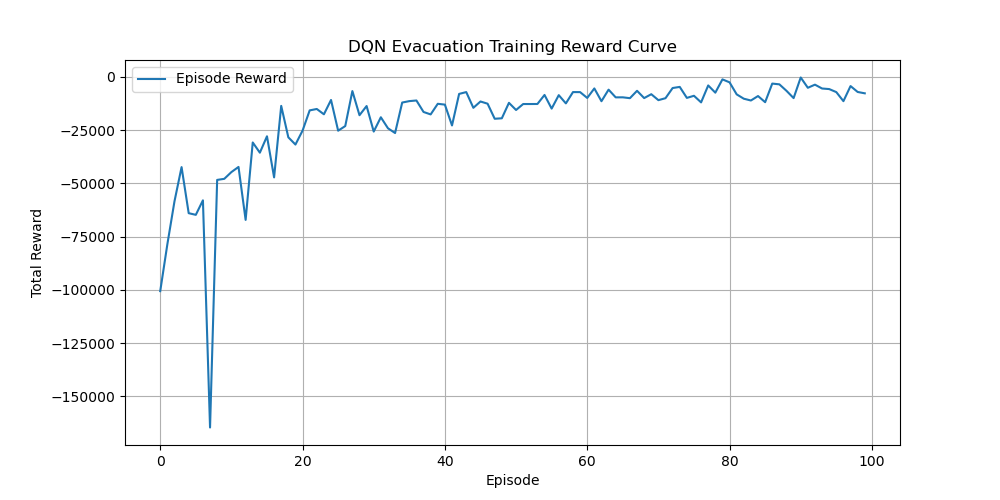 DQN Evacuation Training Reward Curve
Episode Reward
Total Reward
0
−25000
−50000
−75000
−100000
−125000
−150000
0 20 40 60 80 100
Episode